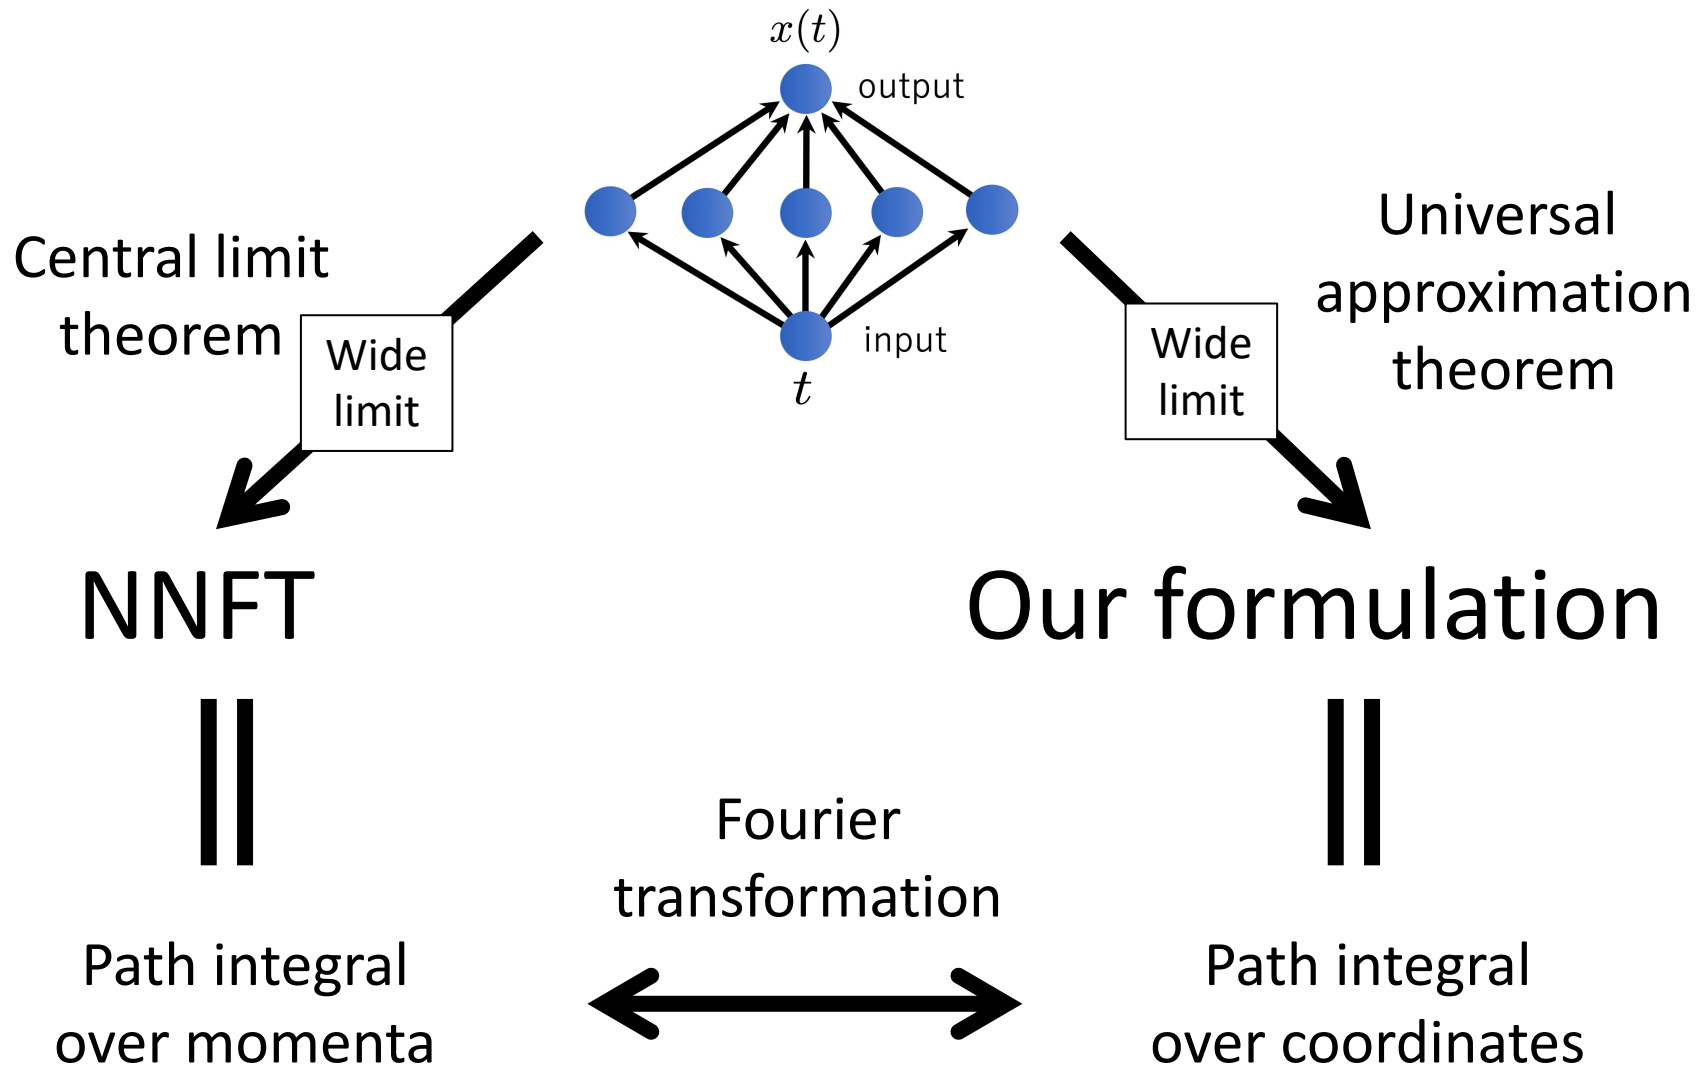 x(t)
output
input
t
Central limit
theorem
Wide
limit
Universal
approximation
theorem
Wide
limit
NNFT
Our formulation
Fourier
transformation
Path integral
over momenta
Path integral
over coordinates